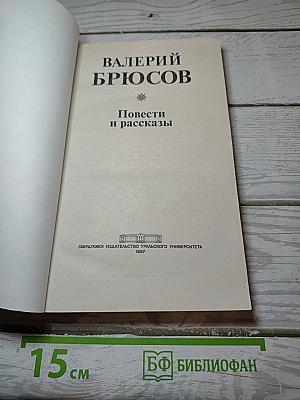 ВАЛЕРИЙ
БРЮСОВ
Повести
и рассказы
СВЕРДЛОВСК ИЗДАТЕЛЬСТВО УРАЛЬСКОГО УНИВЕРСИТЕТА
1987
15 см
БФ БИБЛИОФАН